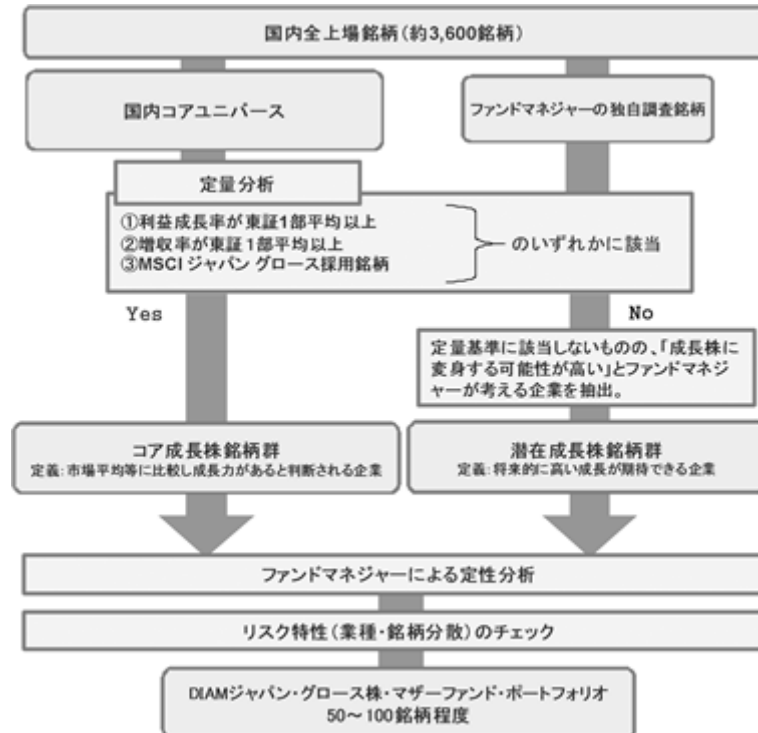 国内全上場銘柄（約3,600銘柄）
国内コアユニバース
ファンドマネジャーの独自調査銘柄
定量分析
①利益成長率が東証1部平均以上
②増収率が東証1部平均以上
③MSCI ジャパン グロース採用銘柄
のいずれかに該当
Yes
No
定量基準に該当しないものの、「成長株に
変身する可能性が高い」とファンドマネジ
ャーが考える企業を抽出。
コア成長株銘柄群
定義：市場平均等に比較し成長力があると判断される企業
潜在成長株銘柄群
定義：将来的に高い成長が期待できる企業
ファンドマネジャーによる定性分析
リスク特性（業種・銘柄分散）のチェック
DIAMジャパン・グロース株・マザーファンド・ポートフォリオ
50～100銘柄程度